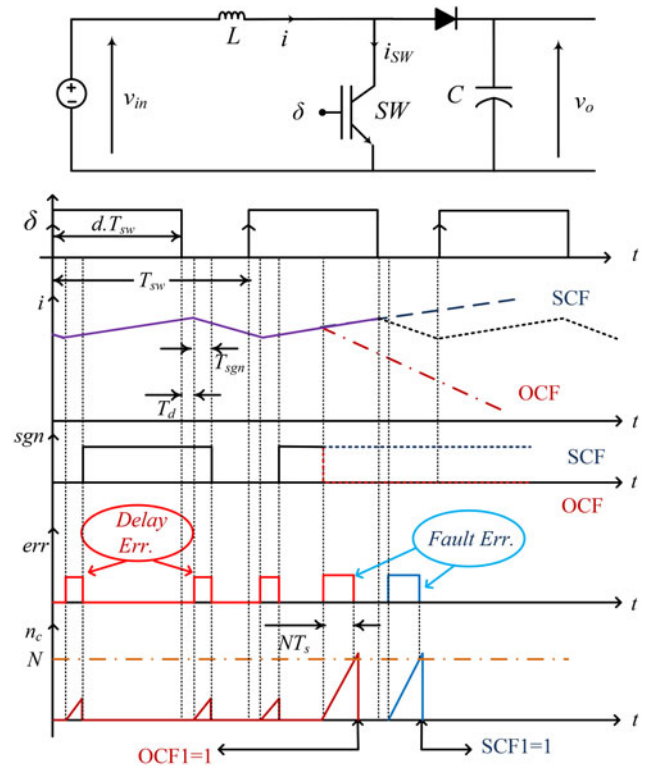 L
i
i_SW
v_in
δ
SW
C
v_o
δ
d.T_sw
t
T_sw
i
SCF
T_sgn
OCF
T_d
t
sgn
SCF
t
OCF
Delay
Err.
err
Fault Err.
t
n_c
NT_s
N
t
OCF1=1
SCF1=1